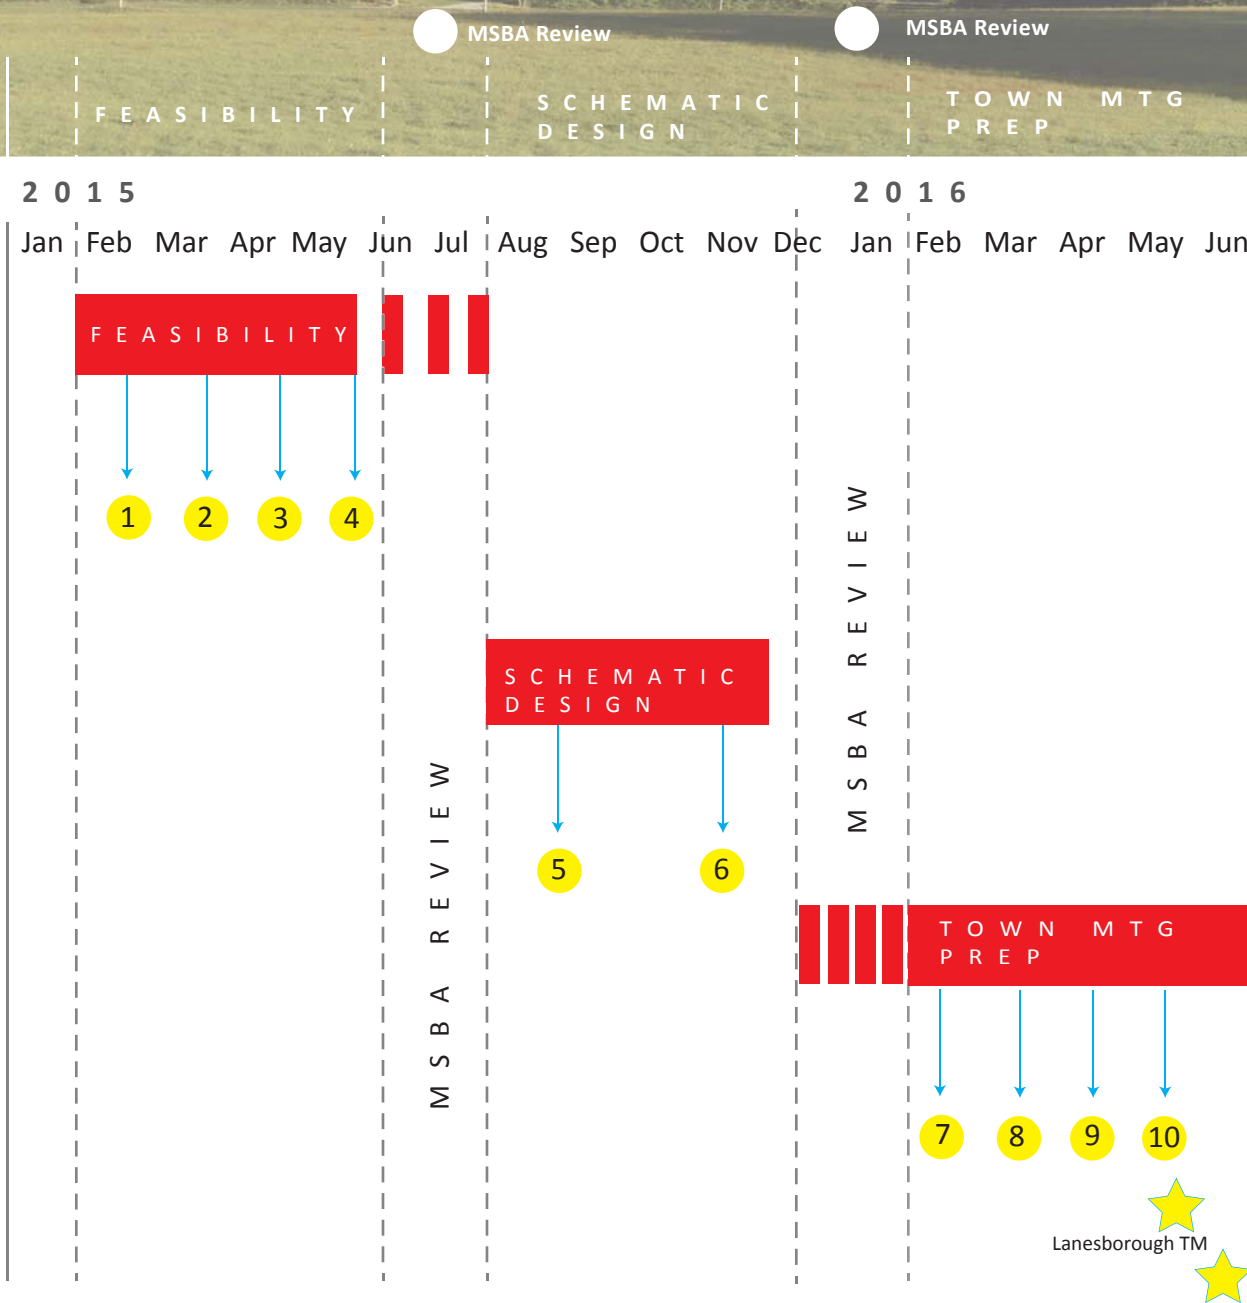 MSBA Review
MSBA Review
FEASIBILITY
SCHEMATIC
DESIGN
TOWN MTG
PREP
2015
2016
Jan Feb Mar Apr May Jun Jul Aug Sep Oct Nov Dec Jan Feb Mar Apr May Jun
FEASIBILITY
1 2 3 4
MSBA REVIEW
SCHEMATIC
DESIGN
MSBA REVIEW
5 6
TOWN MTG
PREP
7 8 9 10
Lanesborough TM